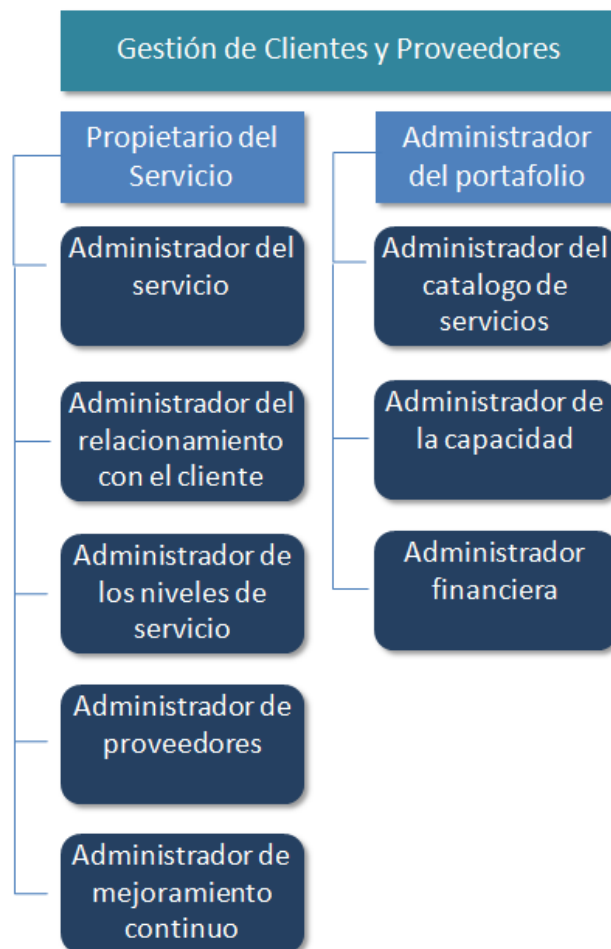 Gestión de Clientes y Proveedores
Propietario del
Servicio
Administrador del
servicio
Administrador del
relacionamiento
con el cliente
Administrador de
los niveles de
servicio
Administrador de
proveedores
Administrador de
mejoramiento
continuo
Administrador
del portafolio
Administrador del
catalogo de
servicios
Administrador de
la capacidad
Administrador
financiera